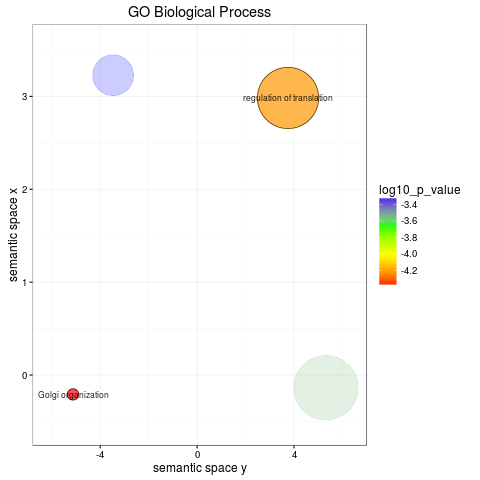 GO Biological Process
semantic space x
3
2
1
0
regulation of translation
Golgi organization
-4
0
4
semantic space y
log10_p_value
-3.4
-3.6
-3.8
-4.0
-4.2